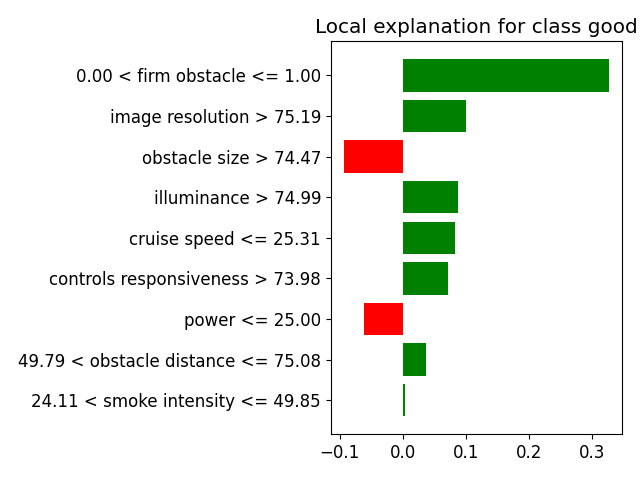 Local explanation for class good
0.00 < firm obstacle <= 1.00
image resolution > 75.19
obstacle size > 74.47
illuminance > 74.99
cruise speed <= 25.31
controls responsiveness > 73.98
power <= 25.00
49.79 < obstacle distance <= 75.08
24.11 < smoke intensity <= 49.85
−0.1 0.0 0.1 0.2 0.3